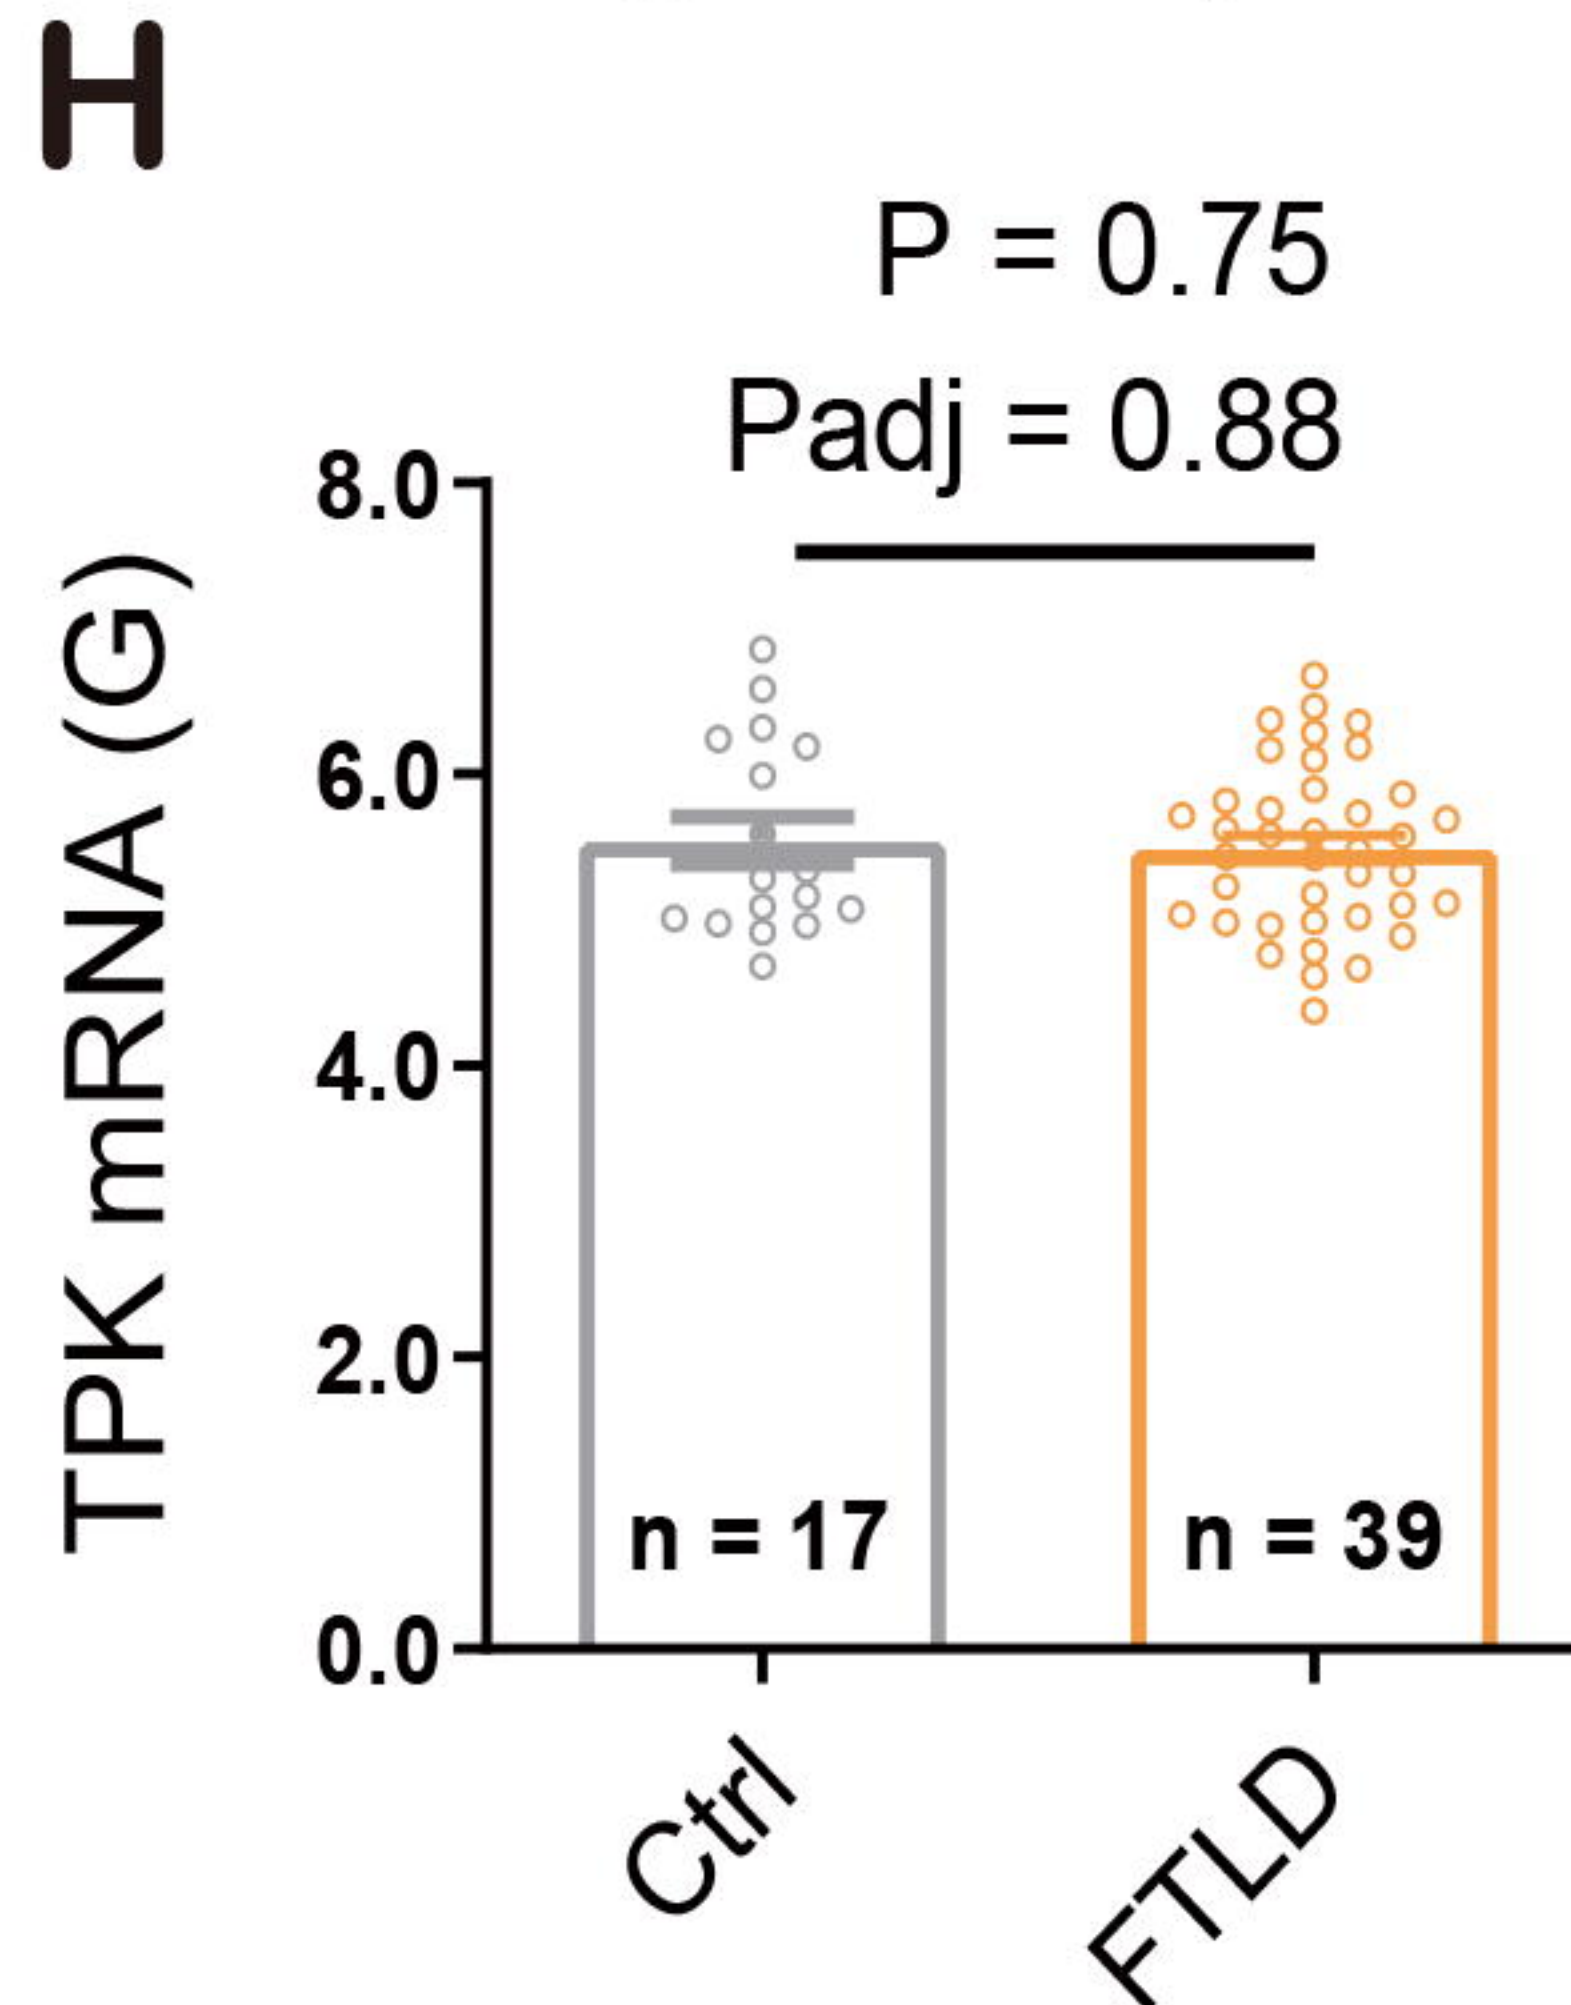 H
P = 0.75
Padj = 0.88
TPK mRNA (G)
8.0
6.0
4.0
2.0
0.0
n = 17
n = 39
Ctrl
FTLD